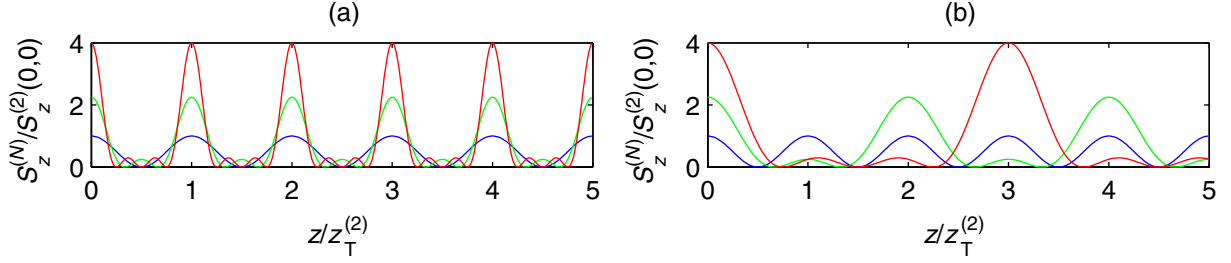 (a)
S_z^(N)/S_z^(2)(0,0)
4
2
0
0 1 2 3 4 5
z/z_T^(2)
(b)
S_z^(N)/S_z^(2)(0,0)
4
2
0
0 1 2 3 4 5
z/z_T^(2)